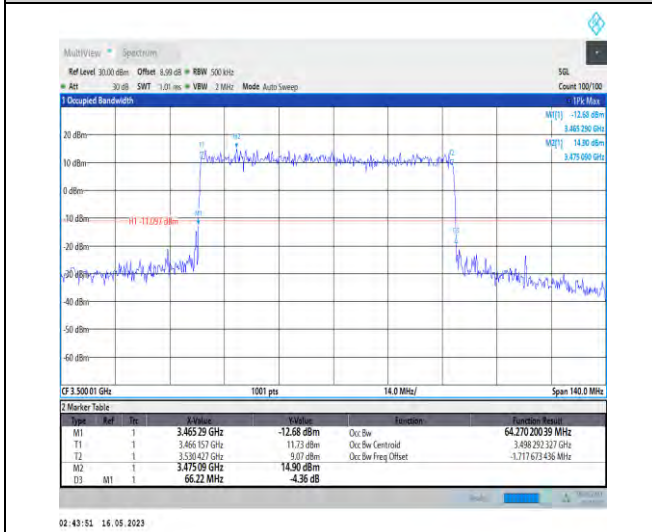 MultiView Spectrum
Ref Level 30.00 dBm Offset 8.99 dB RBW 500 kHz SGL
Att 30 dB SWT 1.01 ms VBW 2 MHz Mode Auto Sweep Count 100/100
1 Occupied Bandwidth 1Pk Max
M1[1] -12.68 dBm
3.465 290 GHz
M2[1] 14.90 dBm
3.475 090 GHz
20 dBm
M2
T1
T2
10 dBm
0 dBm
-10 dBm
H1 -11.097 dBm
M1
D3
-30 dBm
-40 dBm
-50 dBm
-60 dBm
CF 3.500 01 GHz 1001 pts 14.0 MHz/ Span 140.0 MHz
2 Marker Table
Type Ref Trc X-Value Y-Value Function Function Result
M1 1 3.465 29 GHz -12.68 dBm Occ Bw 64.270 200 39 MHz
T1 1 3.466 157 GHz 11.73 dBm Occ Bw Centroid 3.498 292 327 GHz
T2 1 3.530 427 GHz 9.07 dBm Occ Bw Freq Offset -1.717 673 436 MHz
M2 1 3.475 09 GHz 14.90 dBm
D3 M1 1 66.22 MHz -4.36 dB
02:43:51 16.05.2023